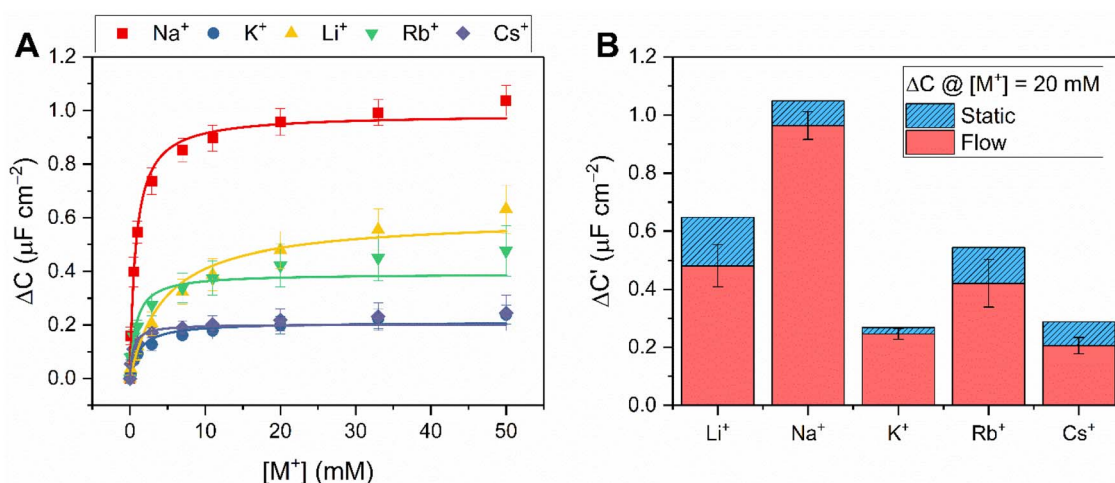 A
Na⁺ K⁺ Li⁺ Rb⁺ Cs⁺
1.2
1.0
0.8
0.6
0.4
0.2
0.0
ΔC (μF cm⁻²)
0 10 20 30 40 50
[M⁺] (mM)
B
1.2
1.0
0.8
0.6
0.4
0.2
0.0
ΔC' (μF cm⁻²)
ΔC @ [M⁺] = 20 mM
Static
Flow
Li⁺ Na⁺ K⁺ Rb⁺ Cs⁺